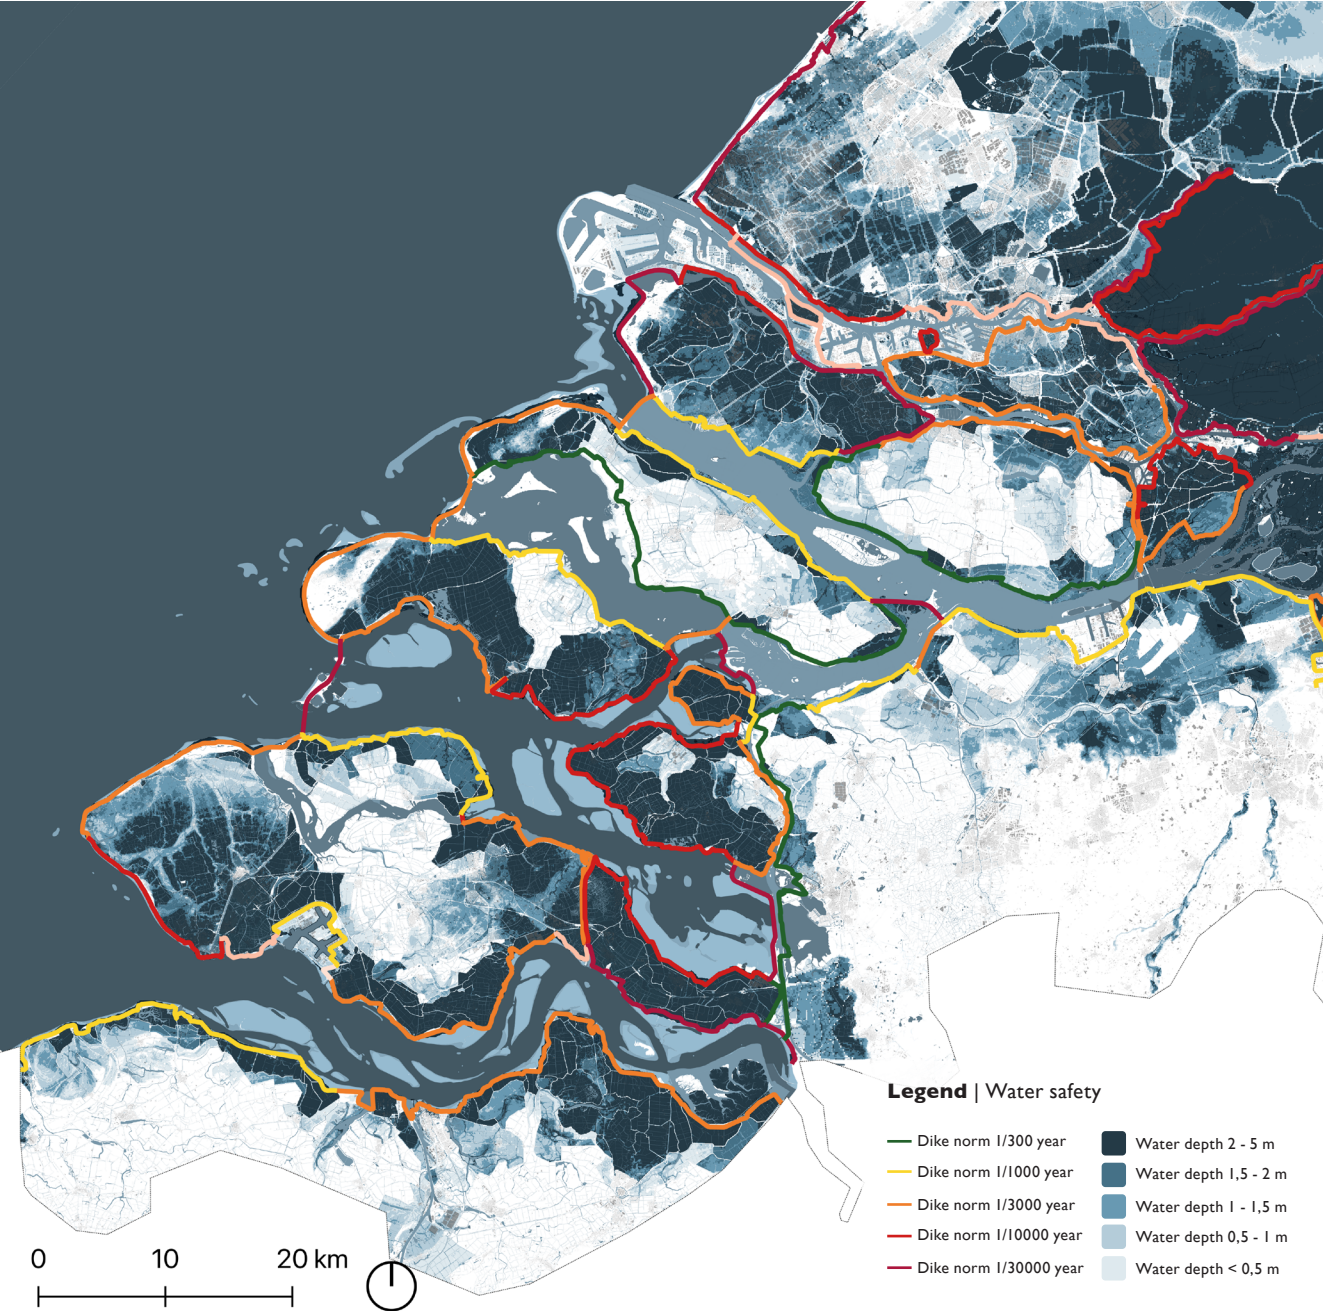 Legend | Water safety
Dike norm 1/300 year
Dike norm 1/1000 year
Dike norm 1/3000 year
Dike norm 1/10000 year
Dike norm 1/30000 year
Water depth 2 - 5 m
Water depth 1,5 - 2 m
Water depth 1 - 1,5 m
Water depth 0,5 - 1 m
Water depth < 0,5 m
0 10 20 km